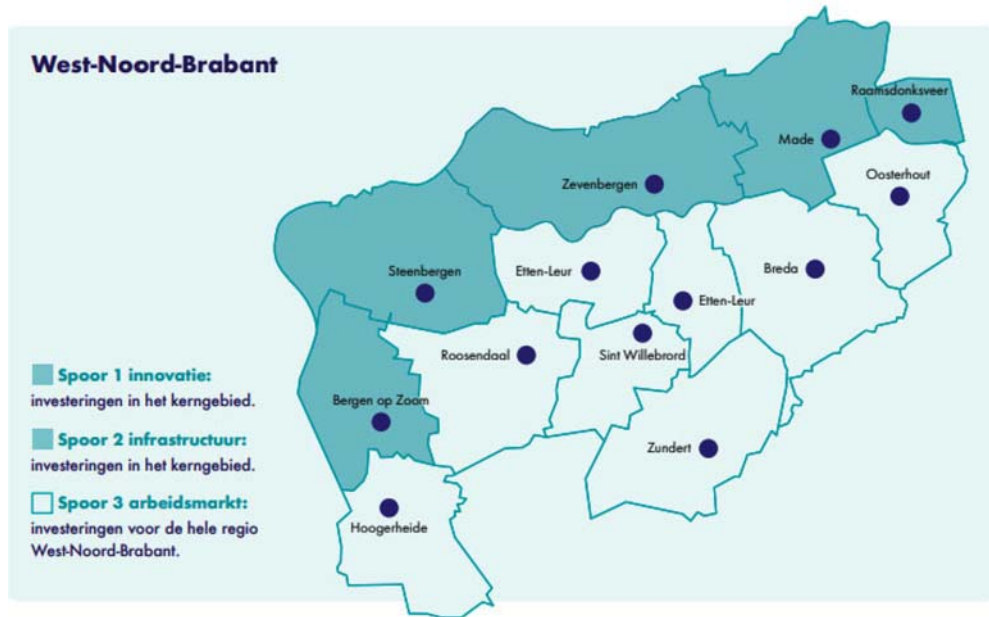 West-Noord-Brabant
Raamsdonksveer
Made
Oosterhout
Zevenbergen
Steenbergen
Etten-Leur
Breda
Etten-Leur
Roosendaal
Sint Willebrord
Bergen op Zoom
Zundert
Hoogerheide
Spoor 1 innovatie:
investeringen in het kerngebied.
Spoor 2 infrastructuur:
investeringen in het kerngebied.
Spoor 3 arbeidsmarkt:
investeringen voor de hele regio
West-Noord-Brabant.